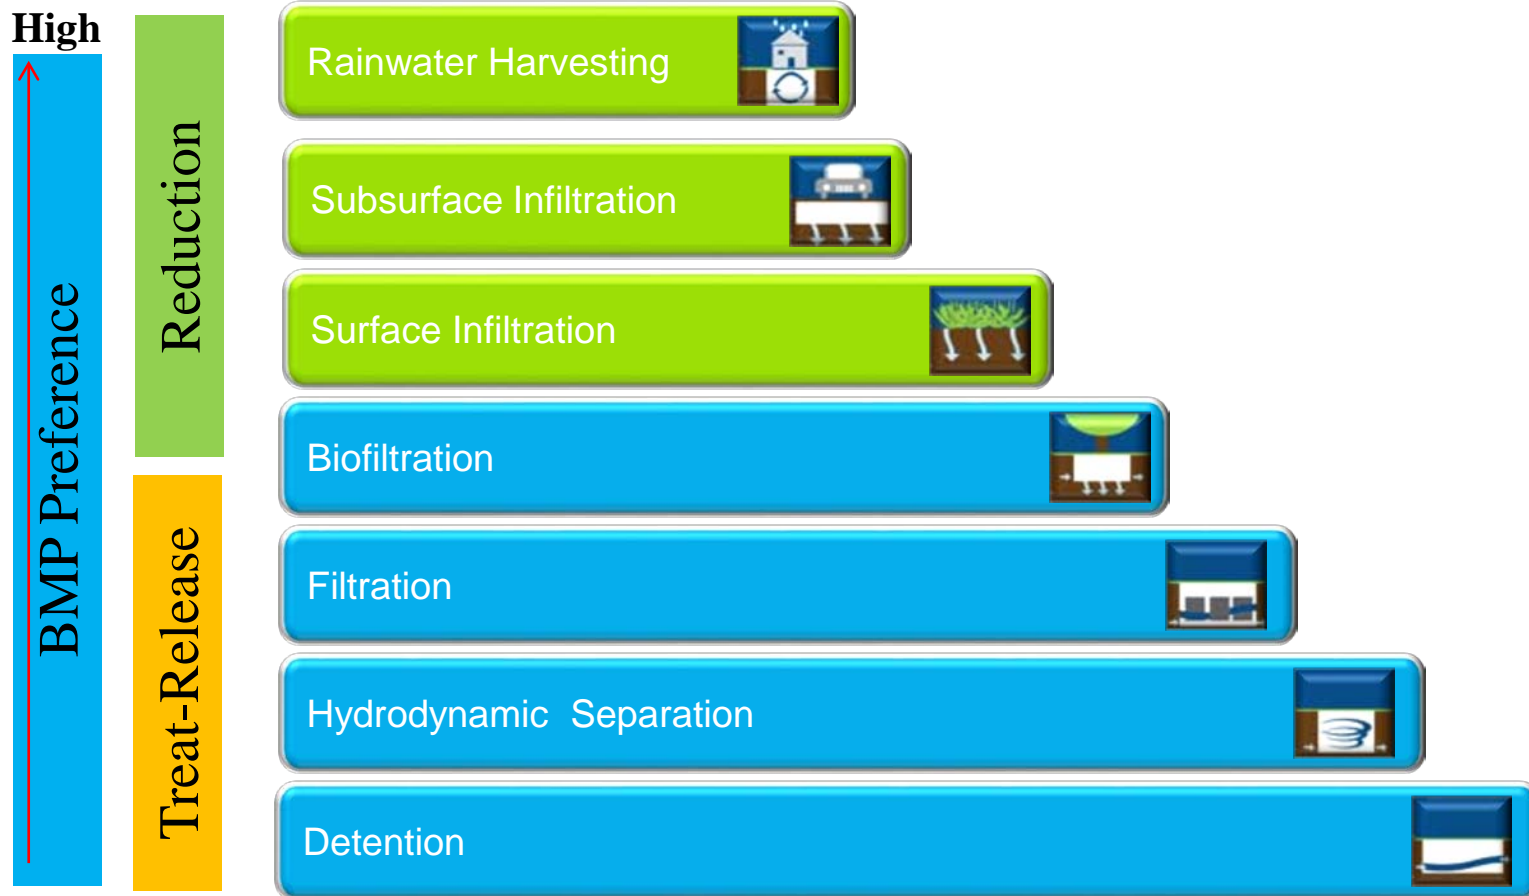 High
BMP Preference
Reduction
Treat-Release
Rainwater Harvesting
Subsurface Infiltration
Surface Infiltration
Biofiltration
Filtration
Hydrodynamic  Separation
Detention